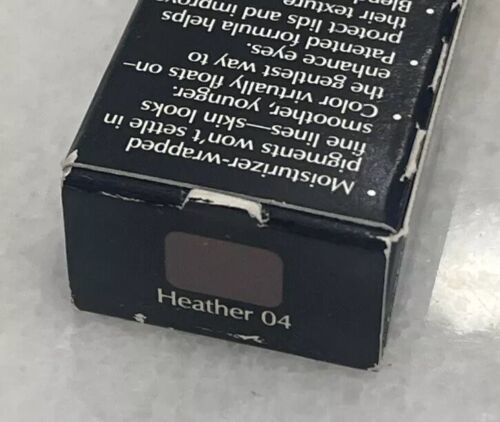 • Moisturizer-wrapped
pigments won't settle in
fine lines—skin looks
smoother, younger.
• Color virtually floats on–
the gentlest way to
enhance eyes.
• Patented formula helps
protect lids and improve
their texture
Heather 04